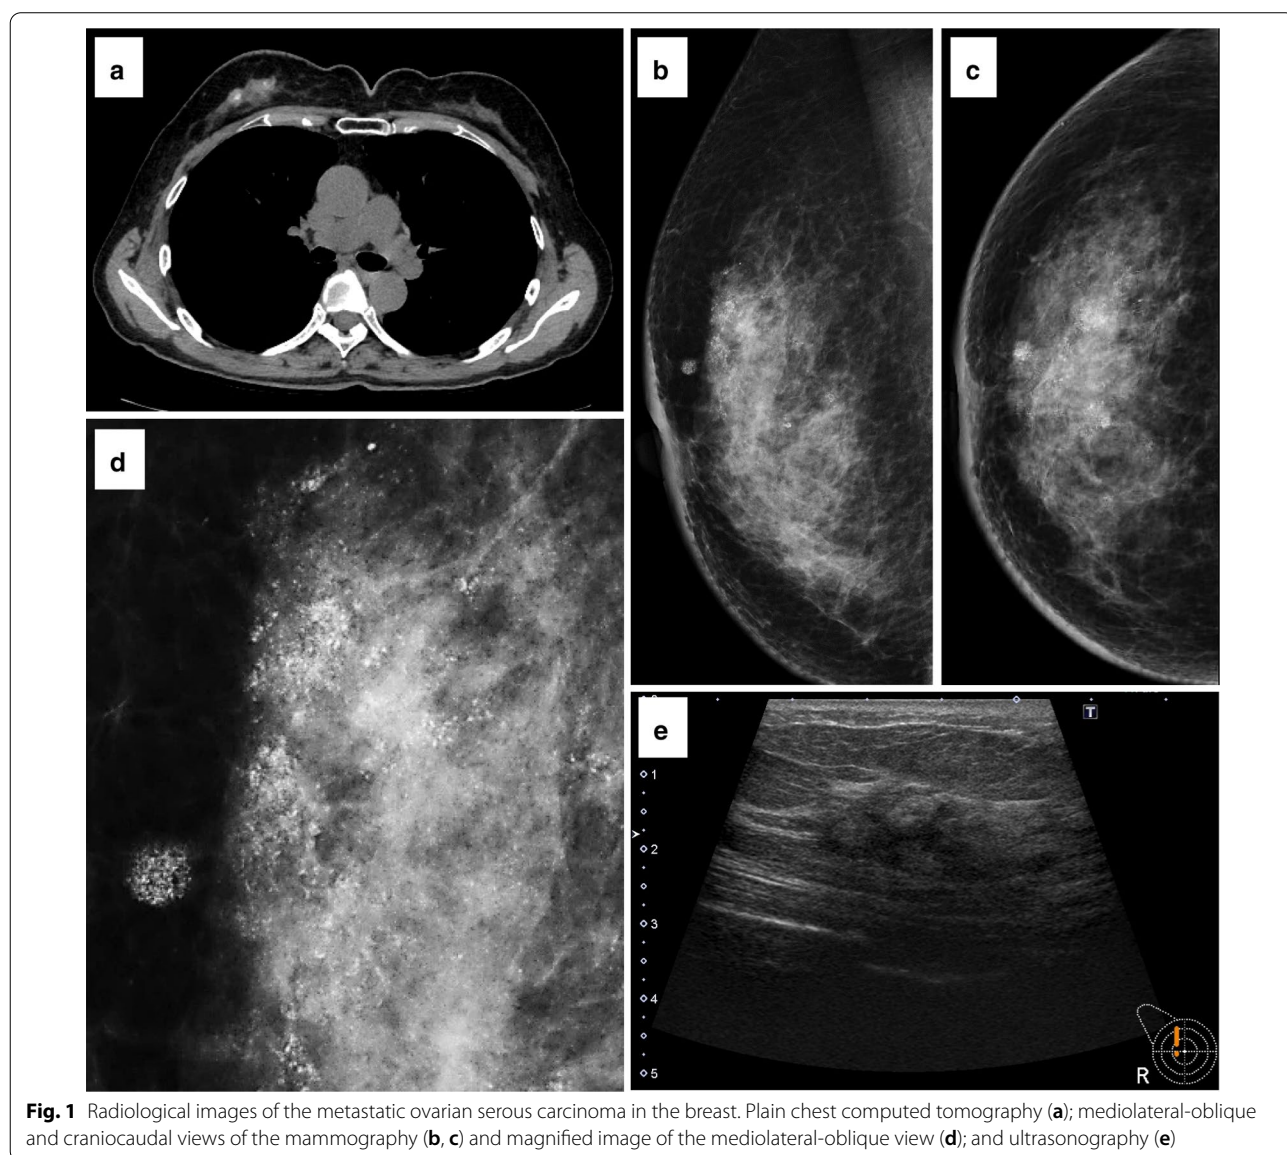 a
b
c
d
e
T
1
2
3
4
5
R
Fig. 1 Radiological images of the metastatic ovarian serous carcinoma in the breast. Plain chest computed tomography (a); mediolateral-oblique
and craniocaudal views of the mammography (b, c) and magnified image of the mediolateral-oblique view (d); and ultrasonography (e)